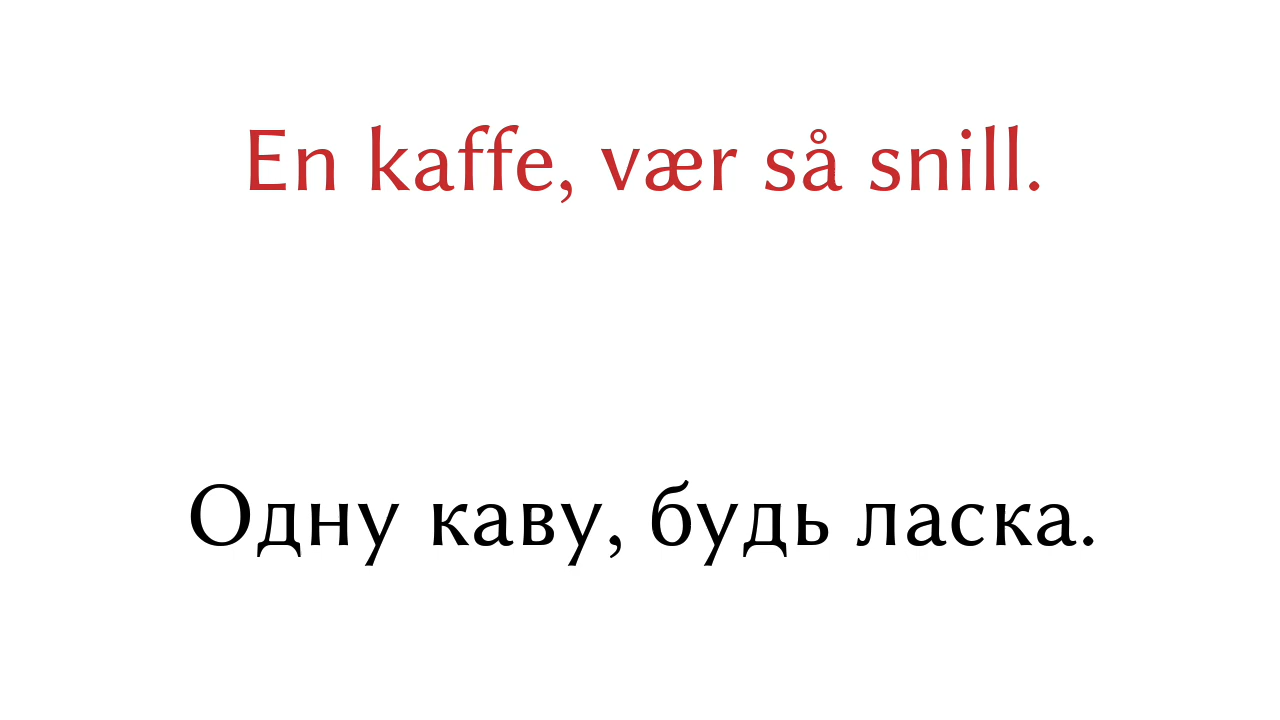 En kaffe, vær så snill.
Одну каву, будь ласка.